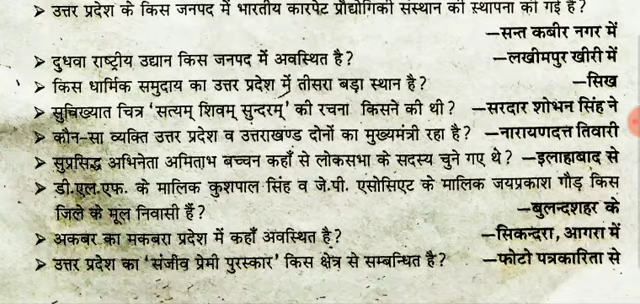 उत्तर प्रदेश के किस जनपद में भारतीय कारपेट प्रौद्योगिकी संस्थान की स्थापना की गई है?
—सन्त कबीर नगर में
➤ दुधवा राष्ट्रीय उद्यान किस जनपद में अवस्थित है? —लखीमपुर खीरी में
➤ किस धार्मिक समुदाय का उत्तर प्रदेश में तीसरा बड़ा स्थान है? —सिख
➤ सुविख्यात चित्र ‘सत्यम् शिवम् सुन्दरम्’ की रचना किसने की थी? —सरदार शोभन सिंह ने
➤ कौन-सा व्यक्ति उत्तर प्रदेश व उत्तराखण्ड दोनों का मुख्यमंत्री रहा है? —नारायणदत्त तिवारी
➤ सुप्रसिद्ध अभिनेता अमिताभ बच्चन कहाँ से लोकसभा के सदस्य चुने गए थे? —इलाहाबाद से
➤ डी.एल.एफ. के मालिक कुशपाल सिंह व जे.पी. एसोसिएट के मालिक जयप्रकाश गौड़ किस
जिले के मूल निवासी हैं? —बुलन्दशहर के
➤ अकबर का मकबरा प्रदेश में कहाँ अवस्थित है? —सिकन्दरा, आगरा में
➤ उत्तर प्रदेश का ‘संजीव प्रेमी पुरस्कार’ किस क्षेत्र से सम्बन्धित है? —फोटो पत्रकारिता से